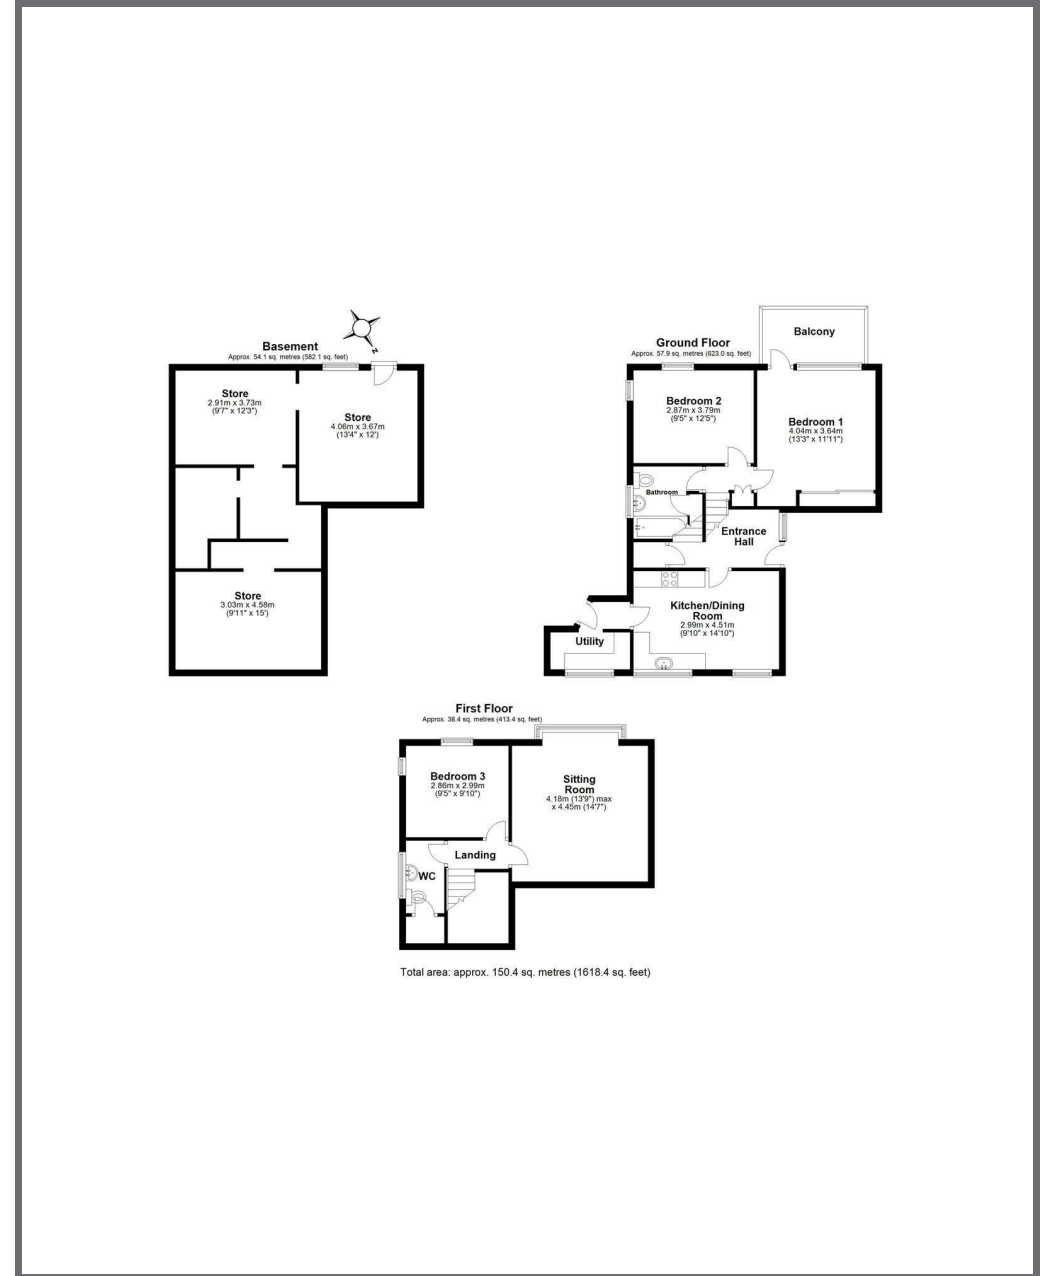 Basement
Approx. 54.1 sq. metres (582.1 sq. feet)
N
Store
2.91m x 3.73m
(9'7" x 12'3")
Store
4.06m x 3.67m
(13'4" x 12')
Store
3.03m x 4.58m
(9'11" x 15')
Ground Floor
Approx. 57.9 sq. metres (623.0 sq. feet)
Balcony
Bedroom 2
2.87m x 3.79m
(9'5" x 12'5")
Bedroom 1
4.04m x 3.64m
(13'3" x 11'11")
Bathroom
Entrance
Hall
Kitchen/Dining
Room
2.99m x 4.51m
(9'10" x 14'10")
Utility
First Floor
Approx. 38.4 sq. metres (413.4 sq. feet)
Bedroom 3
2.86m x 2.99m
(9'5" x 9'10")
Sitting
Room
4.18m (13'9") max
x 4.45m (14'7")
Landing
WC
Total area: approx. 150.4 sq. metres (1618.4 sq. feet)